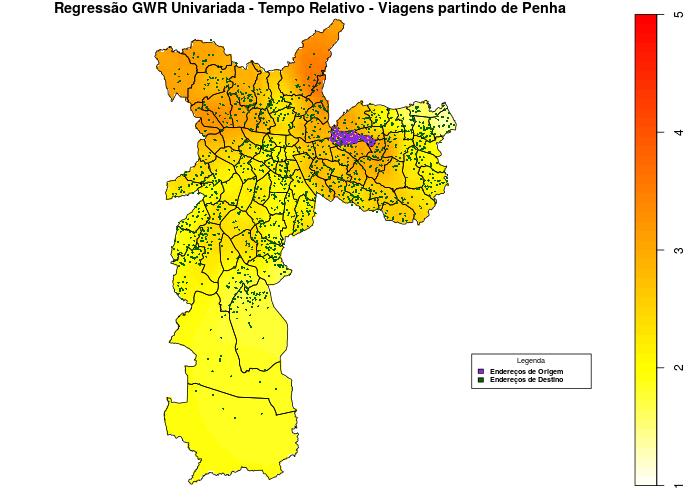 Regressão GWR Univariada - Tempo Relativo - Viagens partindo de Penha
5
4
3
2
1
Legenda
Endereços de Origem
Endereços de Destino